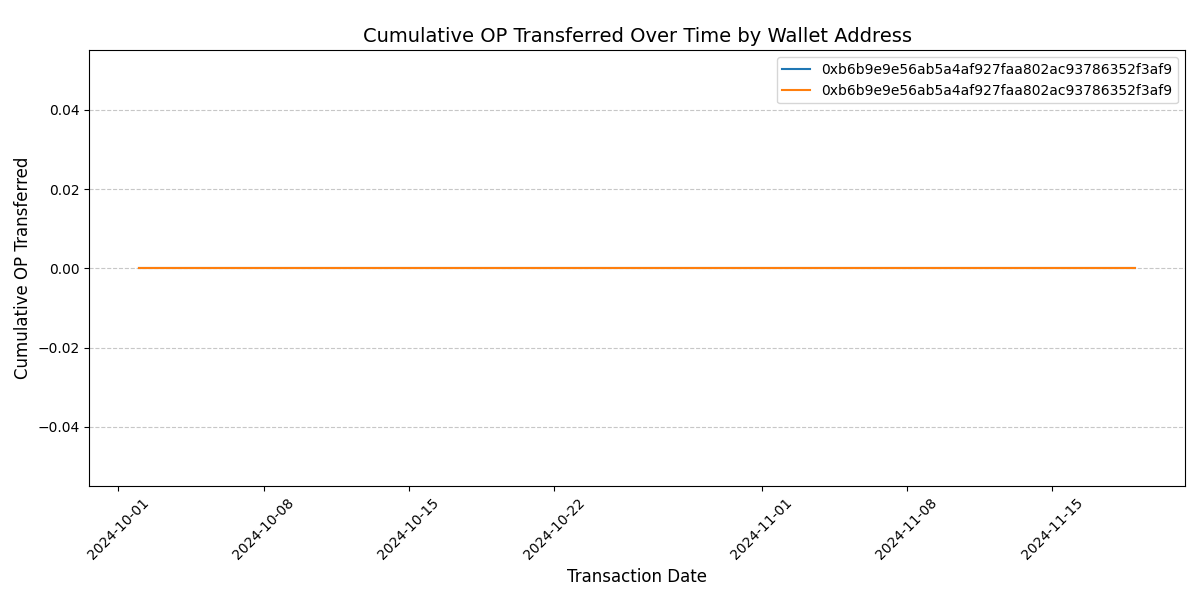 Cumulative OP Transferred Over Time by Wallet Address
0xb6b9e9e56ab5a4af927faa802ac93786352f3af9
0xb6b9e9e56ab5a4af927faa802ac93786352f3af9
Cumulative OP Transferred
0.04
0.02
0.00
−0.02
−0.04
2024-10-01
2024-10-08
2024-10-15
2024-10-22
2024-11-01
2024-11-08
2024-11-15
Transaction Date